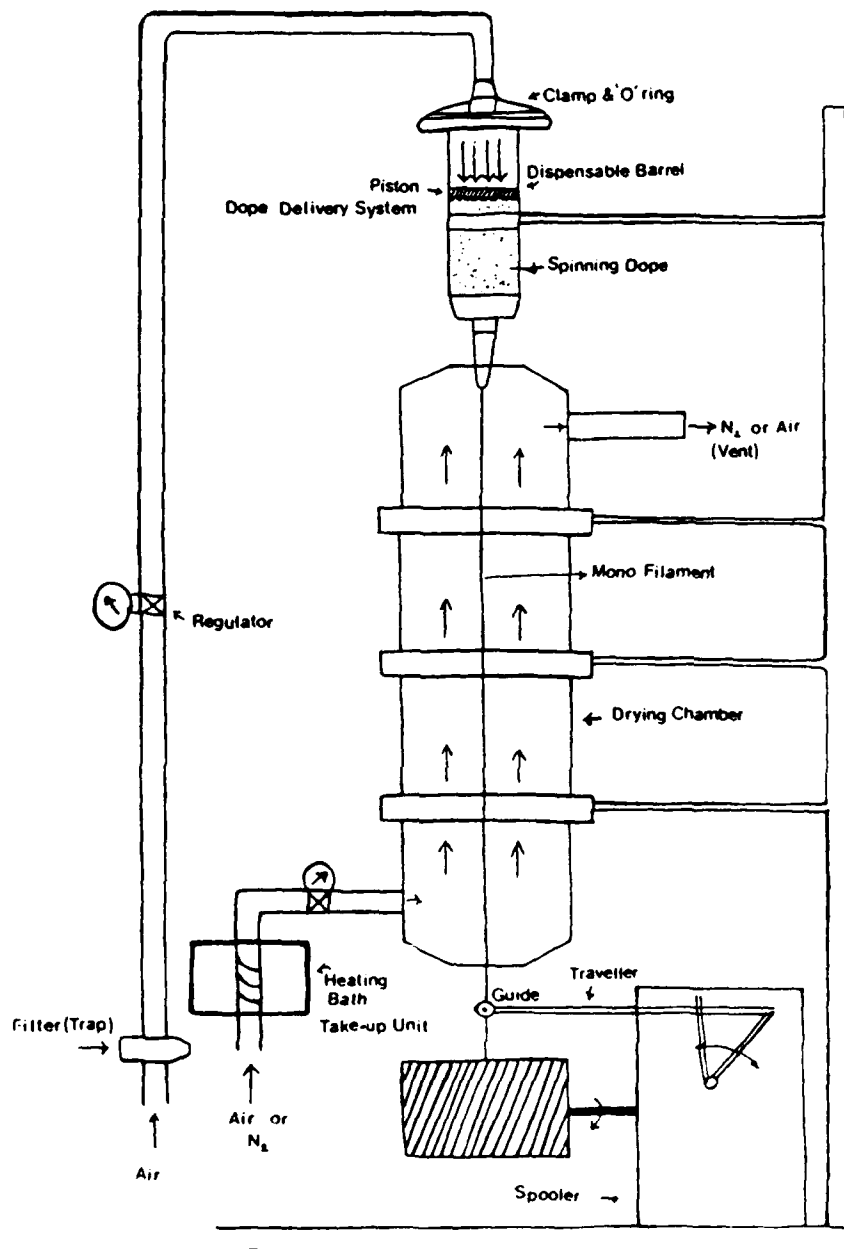 Clamp & 'O' ring
Dispensable Barrel
Piston
Dope Delivery System
Spinning Dope
N₂ or Air
(Vent)
Mono Filament
Regulator
Drying Chamber
Heating
Bath
Traveller
Guide
Take-up Unit
Filter (Trap)
Air or
N₂
Air
Spooler